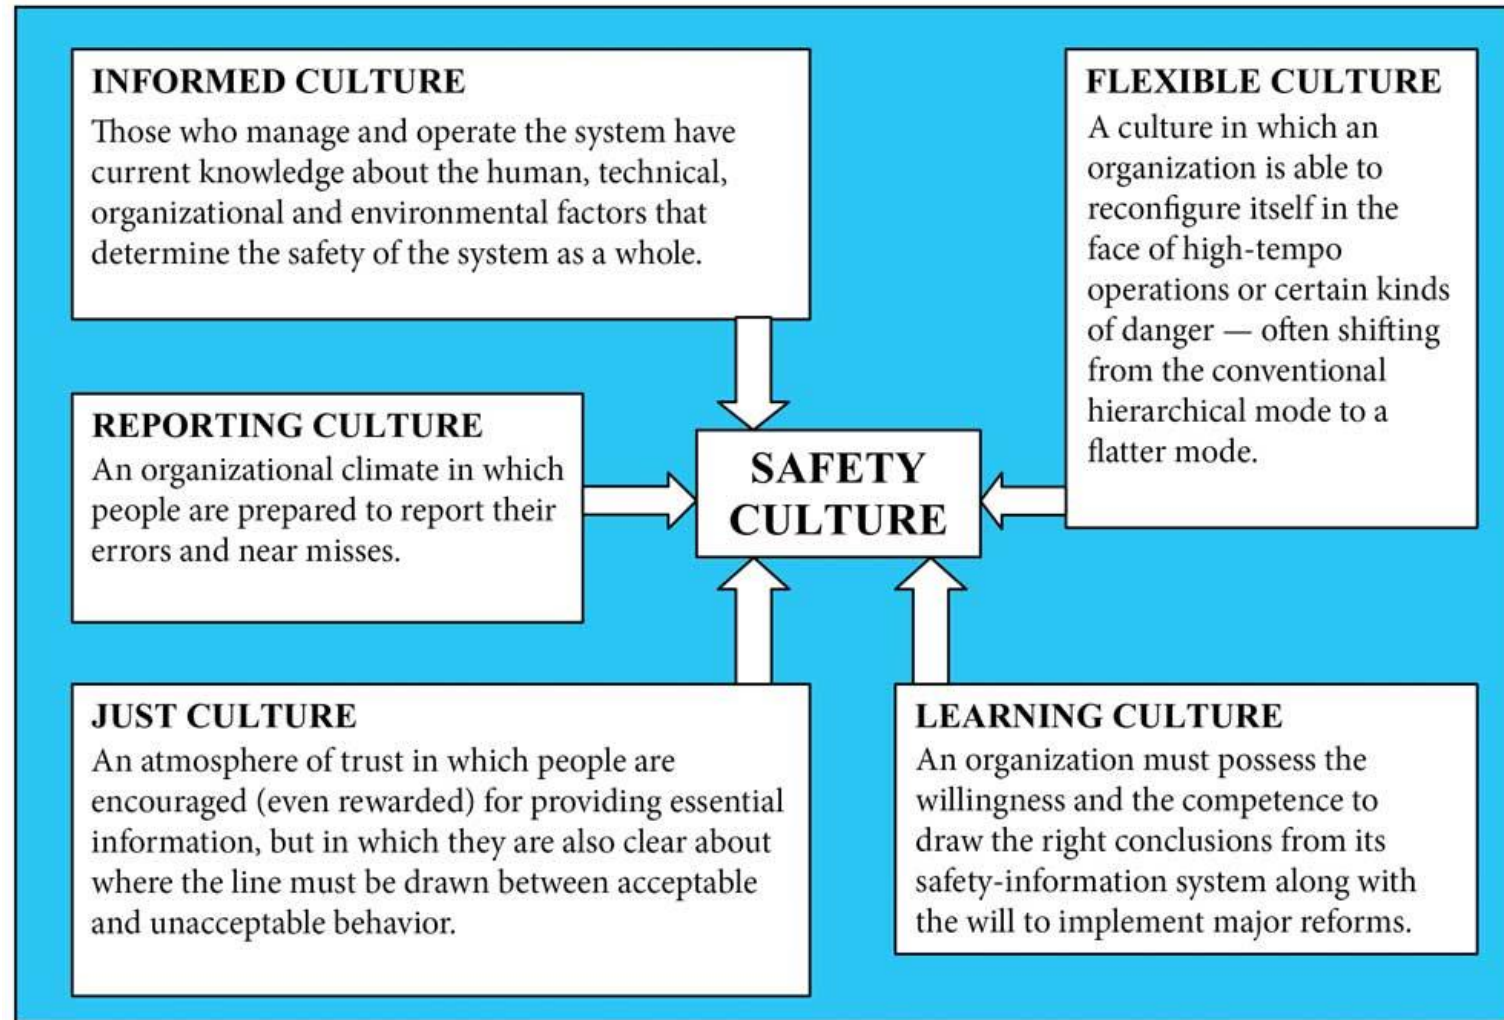 INFORMED CULTURE
Those who manage and operate the system have
current knowledge about the human, technical,
organizational and environmental factors that
determine the safety of the system as a whole.
FLEXIBLE CULTURE
A culture in which an
organization is able to
reconfigure itself in the
face of high-tempo
operations or certain kinds
of danger — often shifting
from the conventional
hierarchical mode to a
flatter mode.
REPORTING CULTURE
An organizational climate in which
people are prepared to report their
errors and near misses.
SAFETY
CULTURE
JUST CULTURE
An atmosphere of trust in which people are
encouraged (even rewarded) for providing essential
information, but in which they are also clear about
where the line must be drawn between acceptable
and unacceptable behavior.
LEARNING CULTURE
An organization must possess the
willingness and the competence to
draw the right conclusions from its
safety-information system along with
the will to implement major reforms.